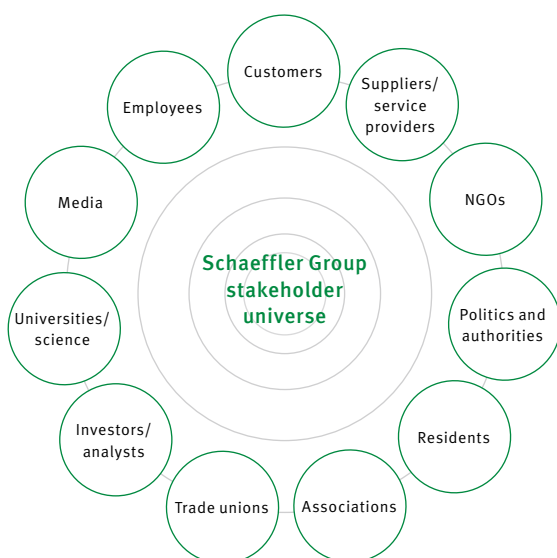 Customers
Suppliers/
service
providers
NGOs
Politics and
authorities
Residents
Associations
Trade unions
Investors/
analysts
Universities/
science
Media
Employees
Schaeffler Group
stakeholder
universe